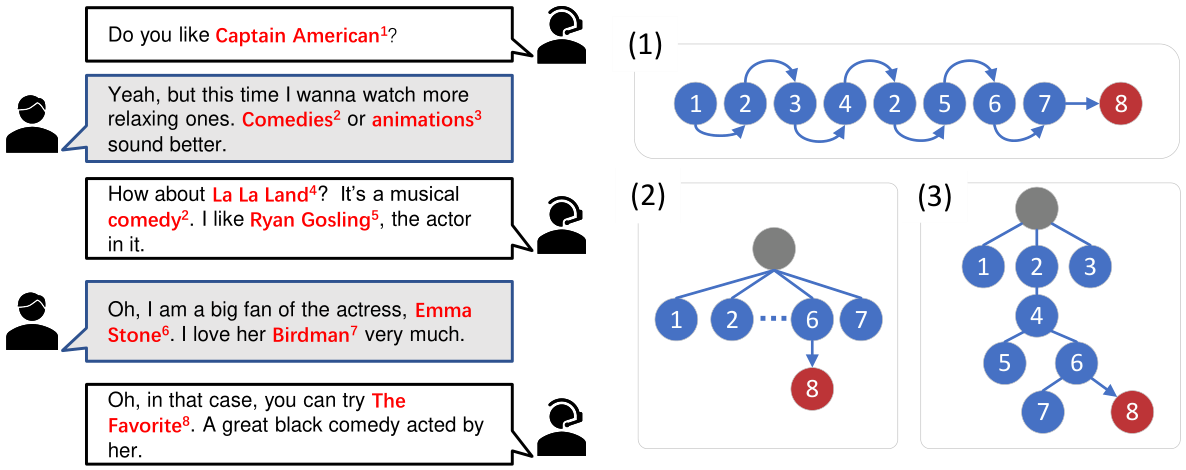 Do you like Captain American¹?
Yeah, but this time I wanna watch more
relaxing ones. Comedies² or animations³
sound better.
How about La La Land⁴? It's a musical
comedy². I like Ryan Gosling⁵, the actor
in it.
Oh, I am a big fan of the actress, Emma
Stone⁶. I love her Birdman⁷ very much.
Oh, in that case, you can try The
Favorite⁸. A great black comedy acted by
her.
(1)
1 2 3 4 2 5 6 7 8
(2)
1 2 ... 6 7
8
(3)
1 2 3
4
5 6
7 8